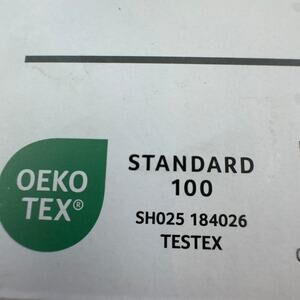 OEKO
TEX®
STANDARD
100
SH025 184026
TESTEX